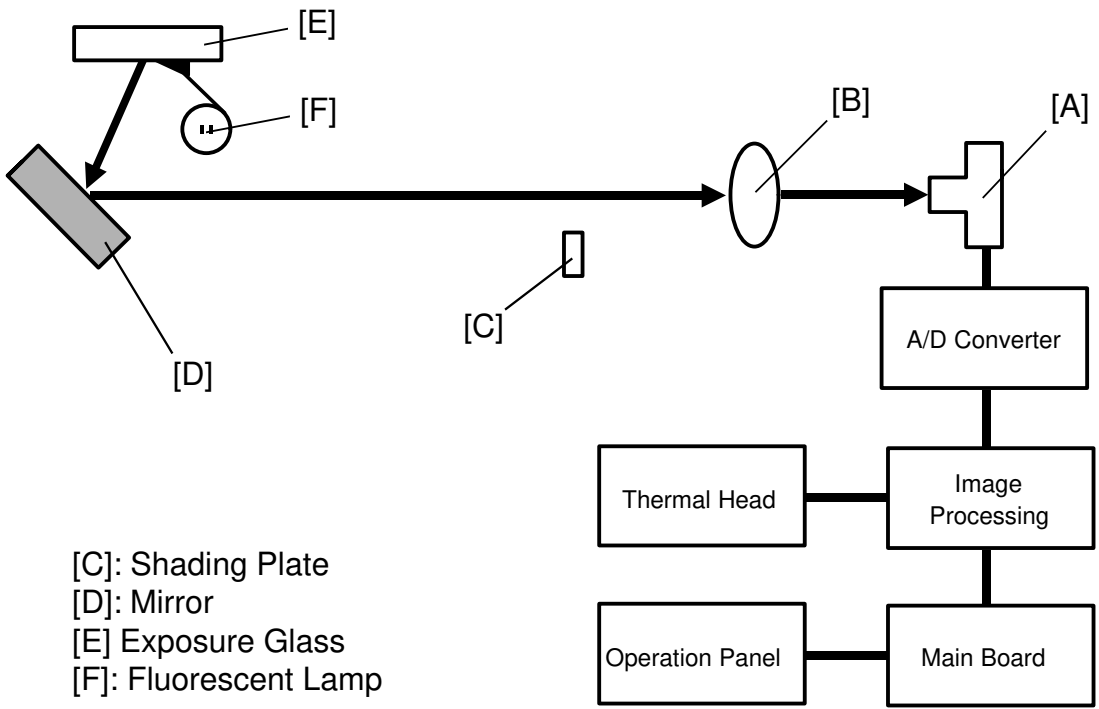 [E]
[F]
[B]
[A]
[C]
[D]
A/D Converter
Thermal Head
Image
Processing
Operation Panel
Main Board
[C]: Shading Plate
[D]: Mirror
[E] Exposure Glass
[F]: Fluorescent Lamp